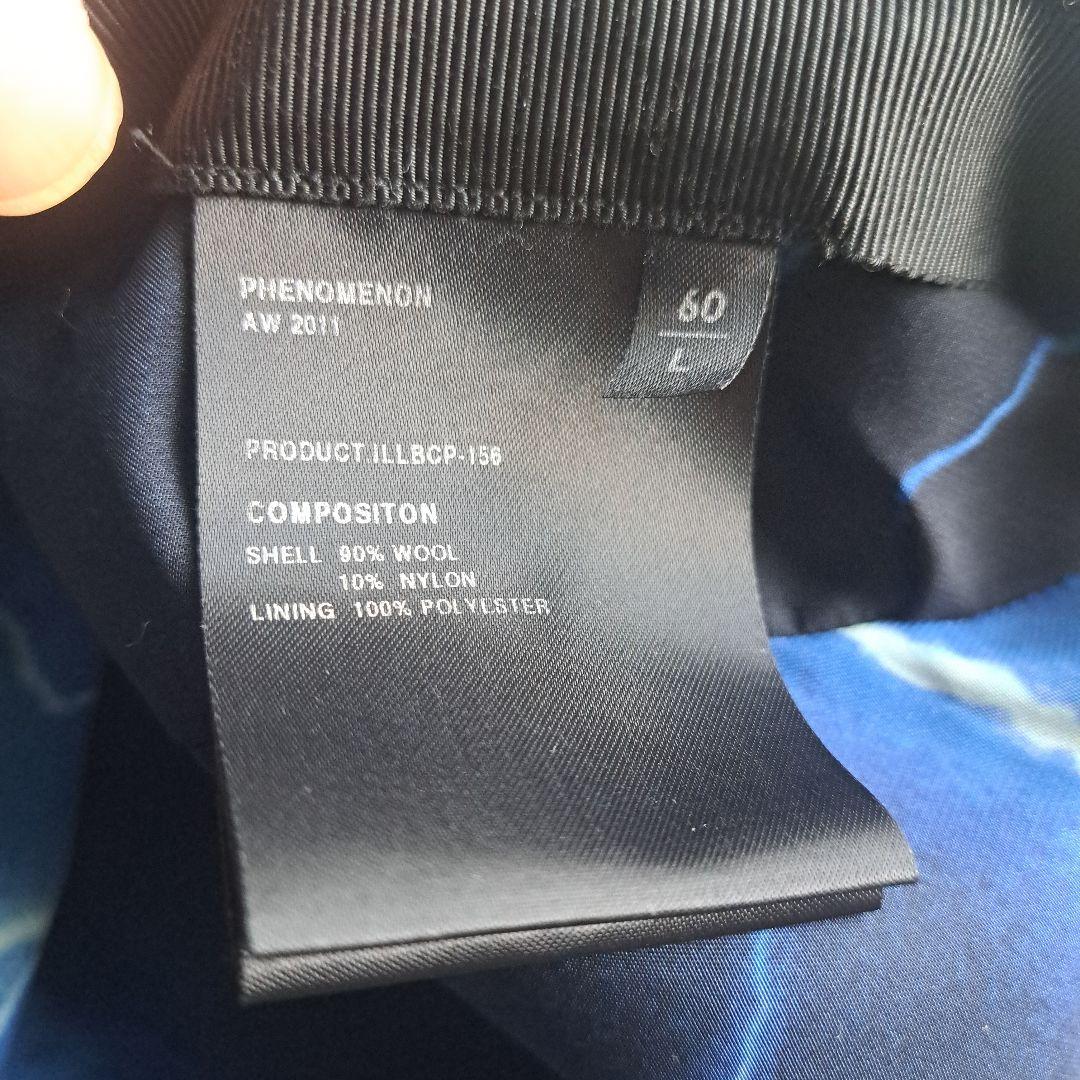 PHENOMENON
AW 2011
60
L
PRODUCT.ILLBCP-156
COMPOSITON
SHELL 90% WOOL
10% NYLON
LINING 100% POLYESTER